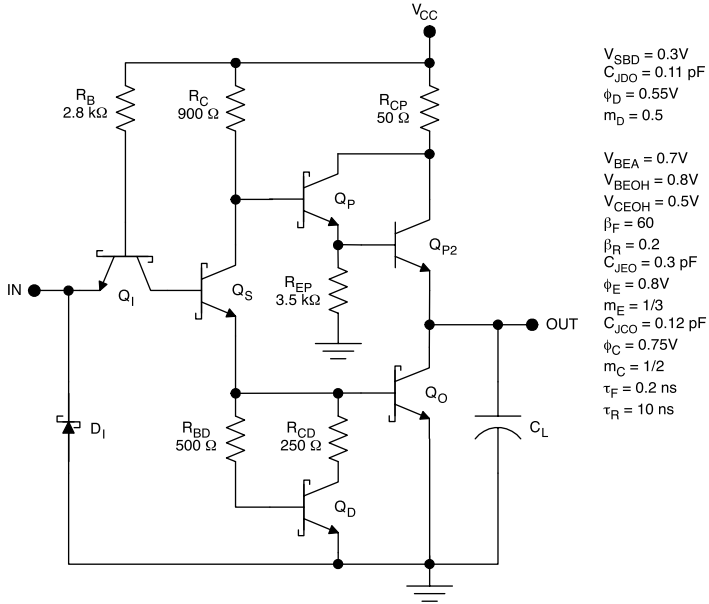 V_CC
R_B
2.8 kΩ
R_C
900 Ω
R_CP
50 Ω
Q_P
Q_P2
IN
Q_I
Q_S
R_EP
3.5 kΩ
OUT
Q_O
C_L
D_I
R_BD
500 Ω
R_CD
250 Ω
Q_D
V_SBD = 0.3V
C_JDO = 0.11 pF
ϕ_D = 0.55V
m_D = 0.5
V_BEA = 0.7V
V_BEOH = 0.8V
V_CEOH = 0.5V
β_F = 60
β_R = 0.2
C_JEO = 0.3 pF
ϕ_E = 0.8V
m_E = 1/3
C_JCO = 0.12 pF
ϕ_C = 0.75V
m_C = 1/2
τ_F = 0.2 ns
τ_R = 10 ns